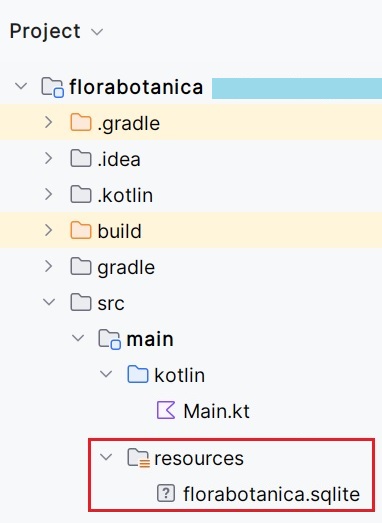 Project
florabotanica
.gradle
.idea
.kotlin
build
gradle
src
main
kotlin
Main.kt
resources
florabotanica.sqlite